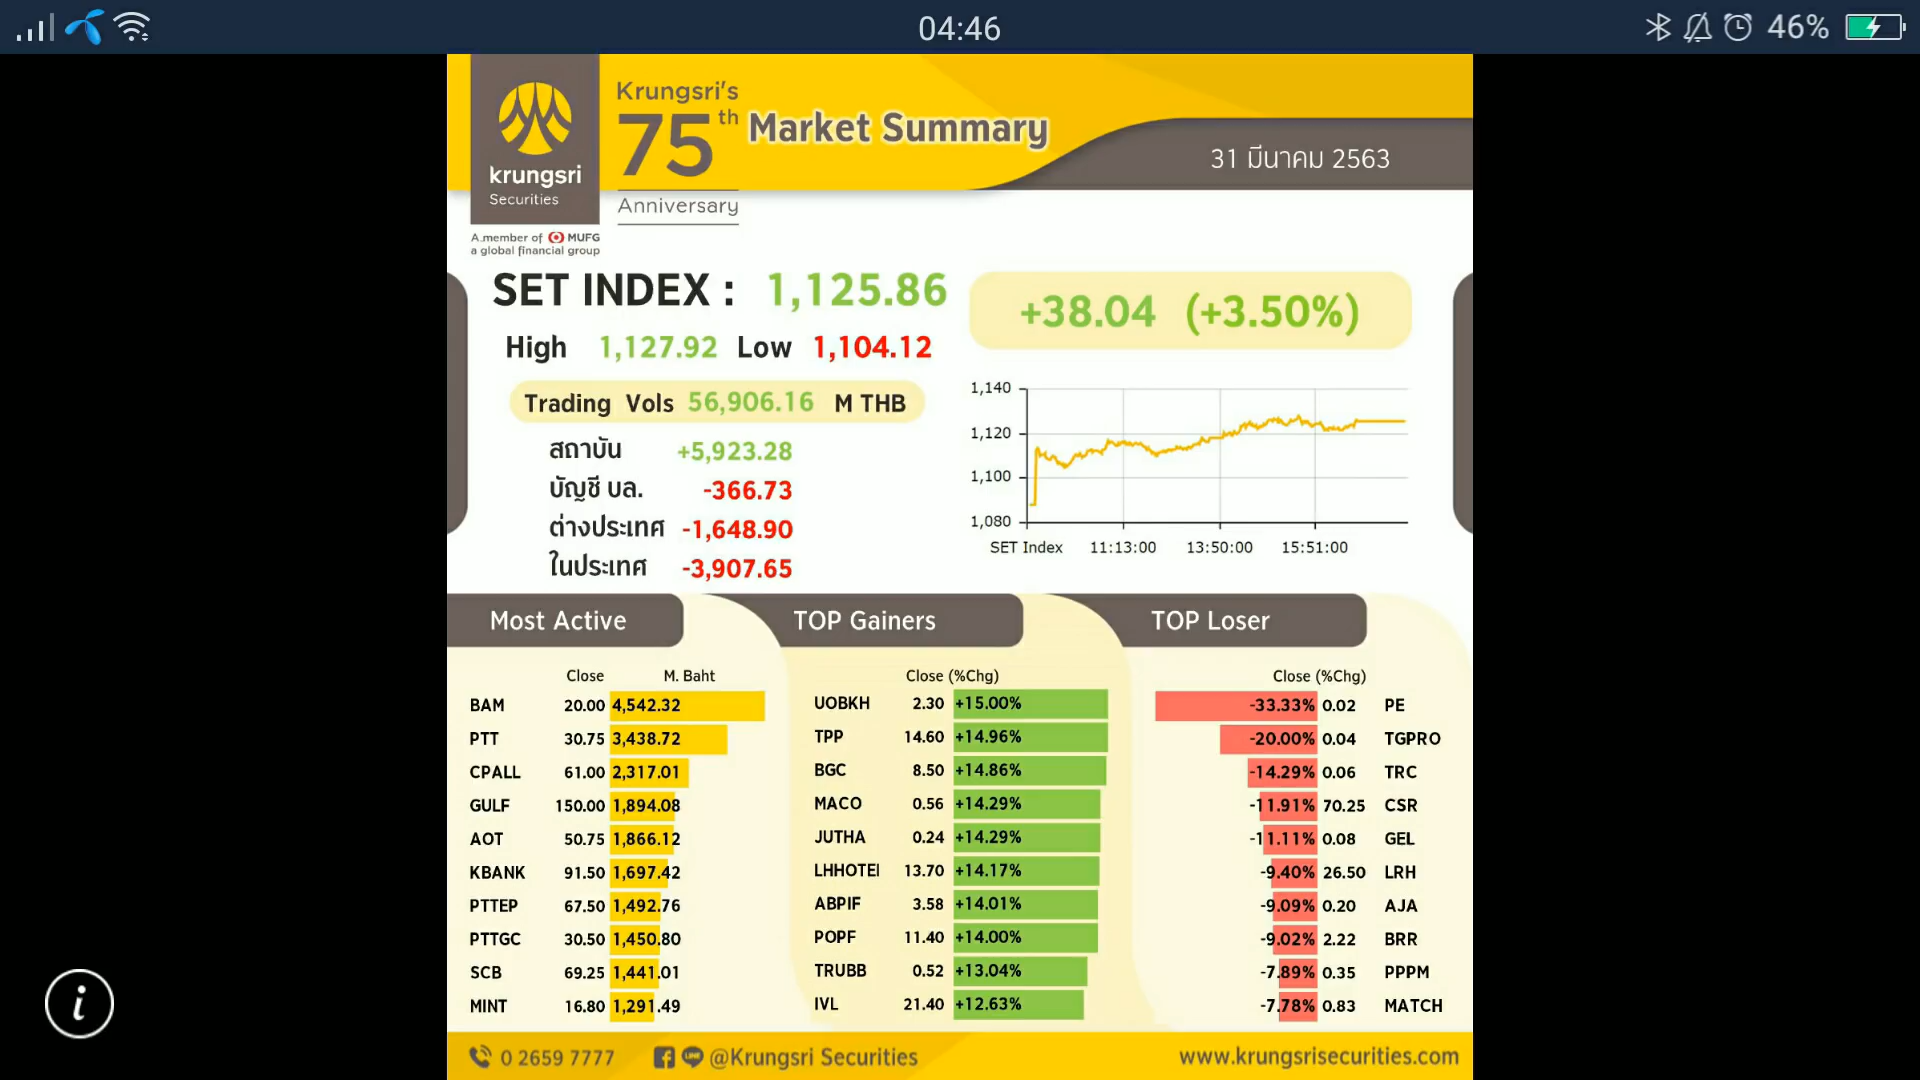 04:46
46%
Krungsri's
75th
Anniversary
Market Summary
31 มีนาคม 2563
krungsri
Securities
A member of MUFG
a global financial group
SET INDEX : 1,125.86
+38.04 (+3.50%)
High 1,127.92 Low 1,104.12
Trading Vols 56,906.16 M THB
สถาบัน +5,923.28
บัญชี บล. -366.73
ต่างประเทศ -1,648.90
ในประเทศ -3,907.65
1,140
1,120
1,100
1,080
SET Index 11:13:00 13:50:00 15:51:00
Most Active
Close M. Baht
BAM 20.00 4,542.32
PTT 30.75 3,438.72
CPALL 61.00 2,317.01
GULF 150.00 1,894.08
AOT 50.75 1,866.12
KBANK 91.50 1,697.42
PTTEP 67.50 1,492.76
PTTGC 30.50 1,450.80
SCB 69.25 1,441.01
MINT 16.80 1,291.49
TOP Gainers
Close (%Chg)
UOBKH 2.30 +15.00%
TPP 14.60 +14.96%
BGC 8.50 +14.86%
MACO 0.56 +14.29%
JUTHA 0.24 +14.29%
LHHOTEI 13.70 +14.17%
ABPIF 3.58 +14.01%
POPF 11.40 +14.00%
TRUBB 0.52 +13.04%
IVL 21.40 +12.63%
TOP Loser
Close (%Chg)
-33.33% 0.02 PE
-20.00% 0.04 TGPRO
-14.29% 0.06 TRC
-11.91% 70.25 CSR
-11.11% 0.08 GEL
-9.40% 26.50 LRH
-9.09% 0.20 AJA
-9.02% 2.22 BRR
-7.89% 0.35 PPPM
-7.78% 0.83 MATCH
0 2659 7777
@Krungsri Securities
www.krungsrisecurities.com